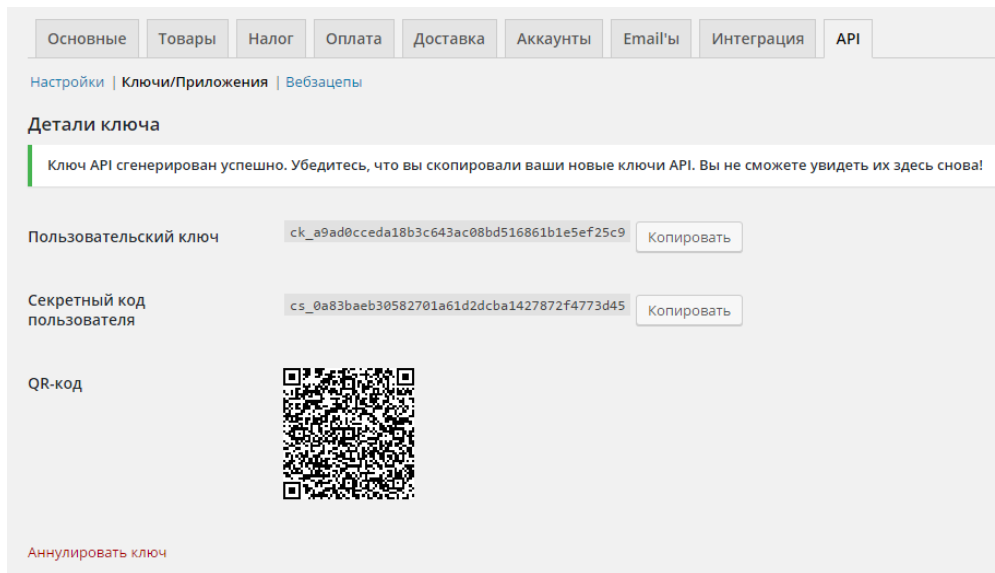 Основные Товары Налог Оплата Доставка Аккаунты Email'ы Интеграция API
Настройки | Ключи/Приложения | Вебзацепы
Детали ключа
Ключ API сгенерирован успешно. Убедитесь, что вы скопировали ваши новые ключи API. Вы не сможете увидеть их здесь снова!
Пользовательский ключ ck_a9ad0cceda18b3c643ac08bd516861b1e5ef25c9 Копировать
Секретный код
пользователя cs_0a83baeb30582701a61d2dcba1427872f4773d45 Копировать
QR-код
Аннулировать ключ